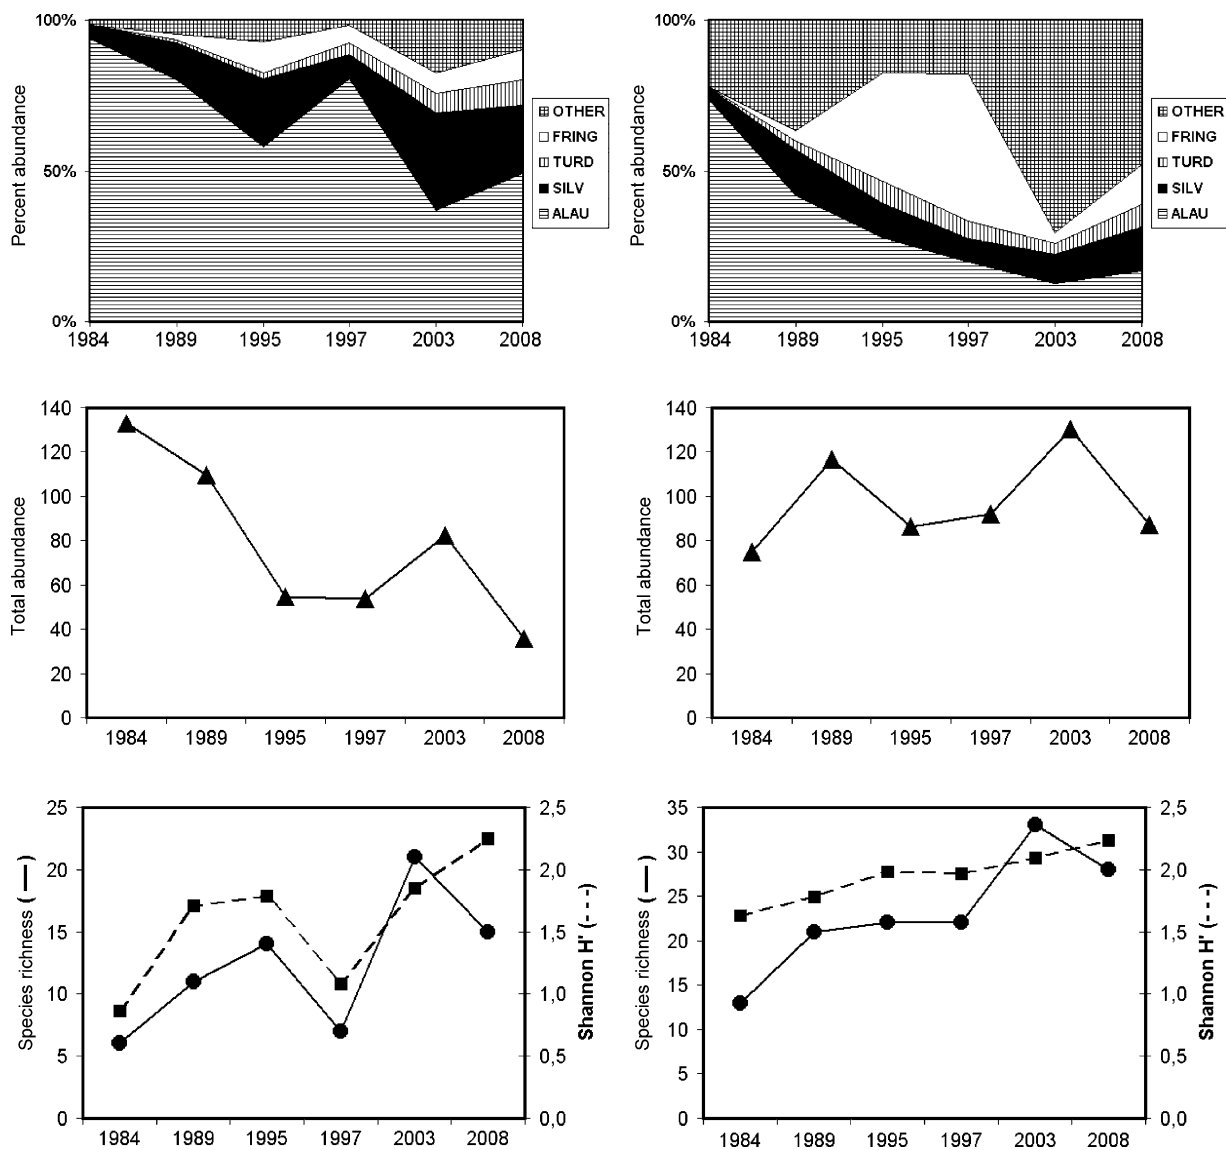 100%
50%
0%
Percent abundance
1984 1989 1995 1997 2003 2008
OTHER
FRING
TURD
SILV
ALAU
100%
50%
0%
Percent abundance
1984 1989 1995 1997 2003 2008
OTHER
FRING
TURD
SILV
ALAU
140
120
100
80
60
40
20
0
Total abundance
1984 1989 1995 1997 2003 2008
140
120
100
80
60
40
20
0
Total abundance
1984 1989 1995 1997 2003 2008
25
20
15
10
5
0
Species richness (—)
2,5
2,0
1,5
1,0
0,5
0,0
Shannon H' (---)
1984 1989 1995 1997 2003 2008
35
30
25
20
15
10
5
0
Species richness (—)
2,5
2,0
1,5
1,0
0,5
0,0
Shannon H' (---)
1984 1989 1995 1997 2003 2008